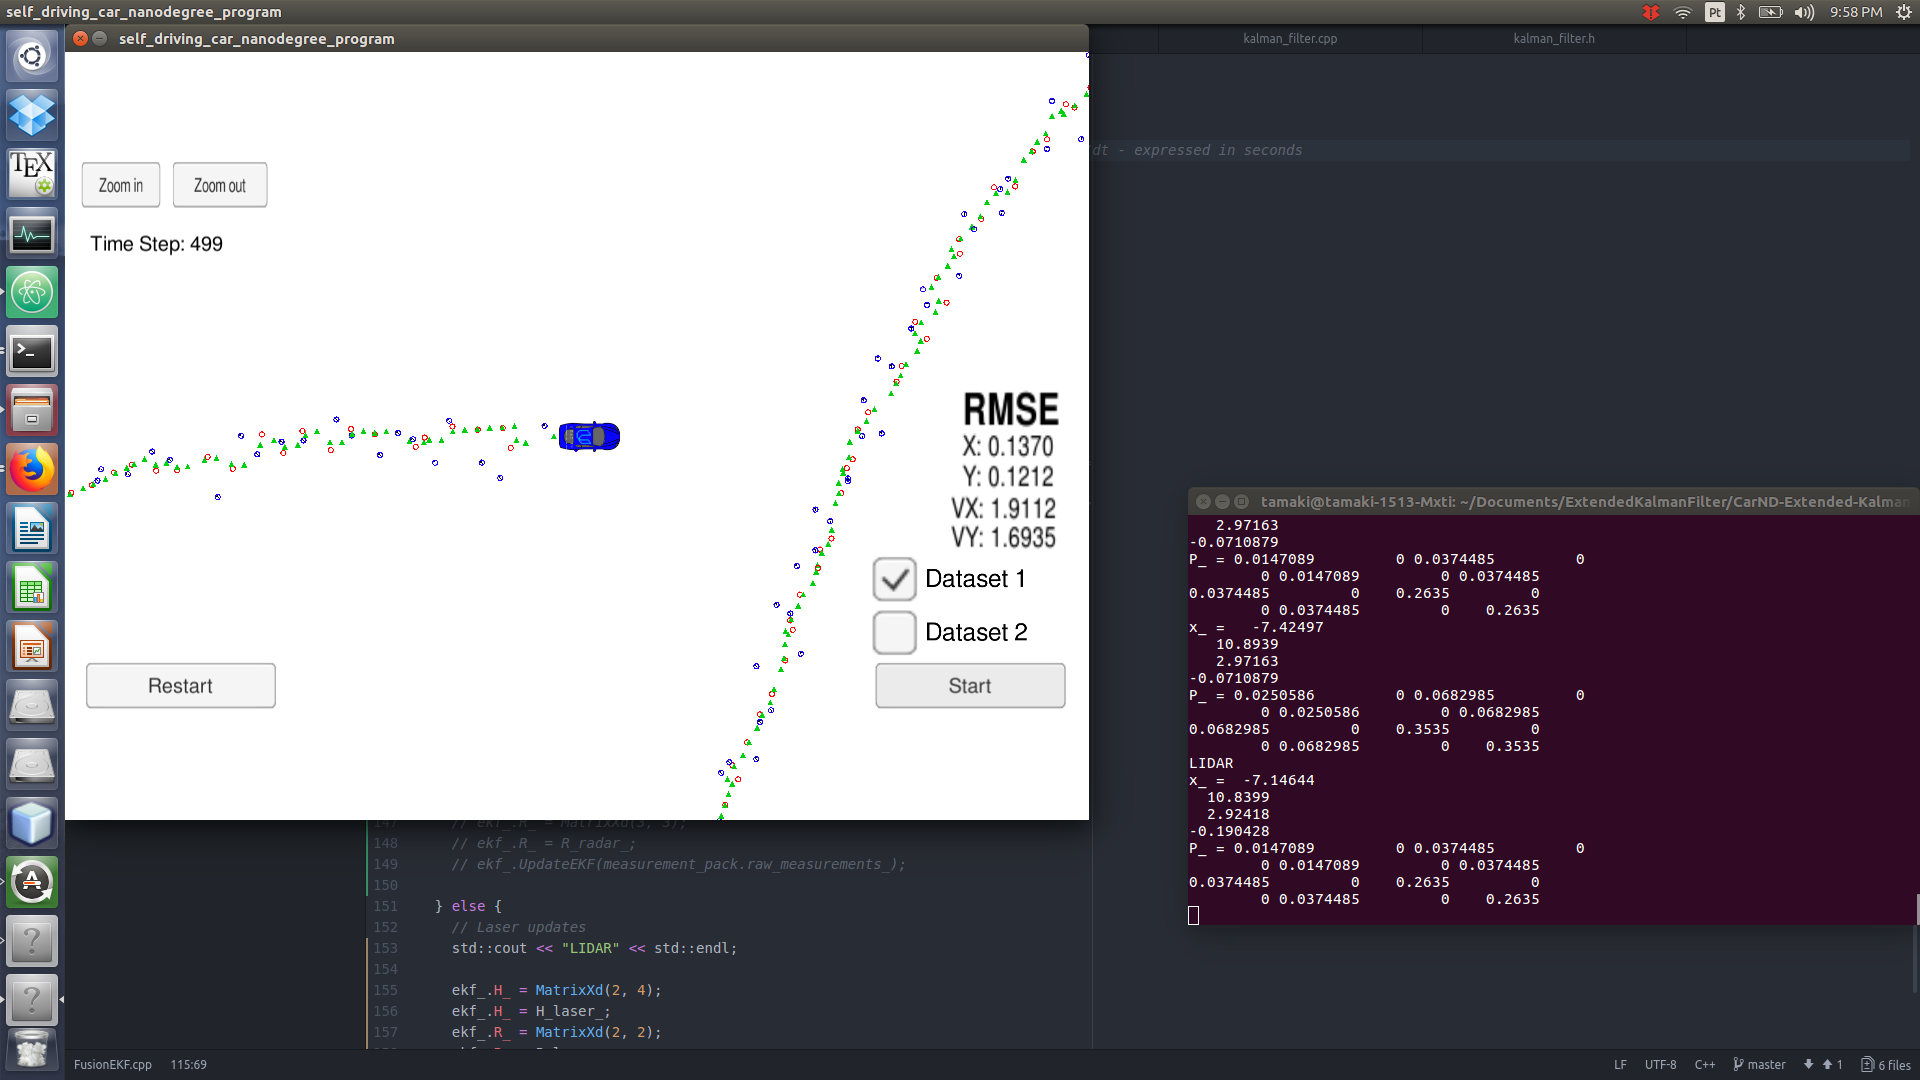 self_driving_car_nanodegree_program
Pt
9:58 PM
self_driving_car_nanodegree_program
kalman_filter.cpp
kalman_filter.h
TEX
Zoom in
Zoom out
Time Step: 499
dt - expressed in seconds
RMSE
X: 0.1370
Y: 0.1212
VX: 1.9112
VY: 1.6935
Dataset 1
Dataset 2
Restart
Start
tamaki@tamaki-1513-Mxti: ~/Documents/ExtendedKalmanFilter/CarND-Extended-Kalman
2.97163
-0.0710879
P_ = 0.0147089 0 0.0374485 0
0 0.0147089 0 0.0374485
0.0374485 0 0.2635 0
0 0.0374485 0 0.2635
x_ = -7.42497
10.8939
2.97163
-0.0710879
P_ = 0.0250586 0 0.0682985 0
0 0.0250586 0 0.0682985
0.0682985 0 0.3535 0
0 0.0682985 0 0.3535
LIDAR
x_ = -7.14644
10.8399
2.92418
-0.190428
P_ = 0.0147089 0 0.0374485 0
0 0.0147089 0 0.0374485
0.0374485 0 0.2635 0
0 0.0374485 0 0.2635
147 // ekf_.R_ = MatrixXd(3, 3);
148 // ekf_.R_ = R_radar_;
149 // ekf_.UpdateEKF(measurement_pack.raw_measurements_);
150
151 } else {
152 // Laser updates
153 std::cout << "LIDAR" << std::endl;
154
155 ekf_.H_ = MatrixXd(2, 4);
156 ekf_.H_ = H_laser_;
157 ekf_.R_ = MatrixXd(2, 2);
FusionEKF.cpp 115:69
LF UTF-8 C++ master 1 6 files